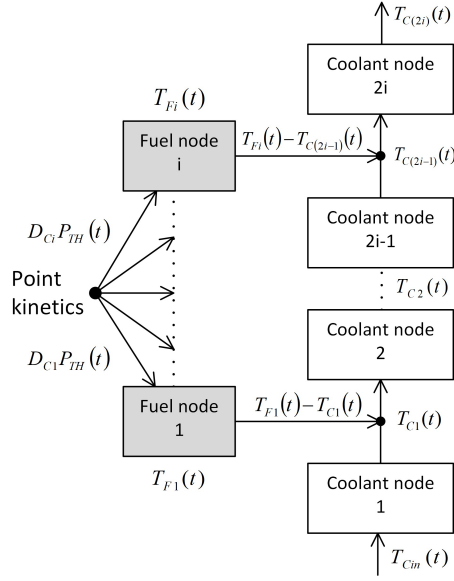 T_{C(2i)}(t)
Coolant node
2i
T_{Fi}(t)
Fuel node
i
T_{Fi}(t)−T_{C(2i−1)}(t)
T_{C(2i−1)}(t)
D_{Ci}P_{TH}(t)
Coolant node
2i-1
Point
kinetics
T_{C2}(t)
D_{C1}P_{TH}(t)
Coolant node
2
Fuel node
1
T_{F1}(t)−T_{C1}(t)
T_{C1}(t)
T_{F1}(t)
Coolant node
1
T_{Cin}(t)